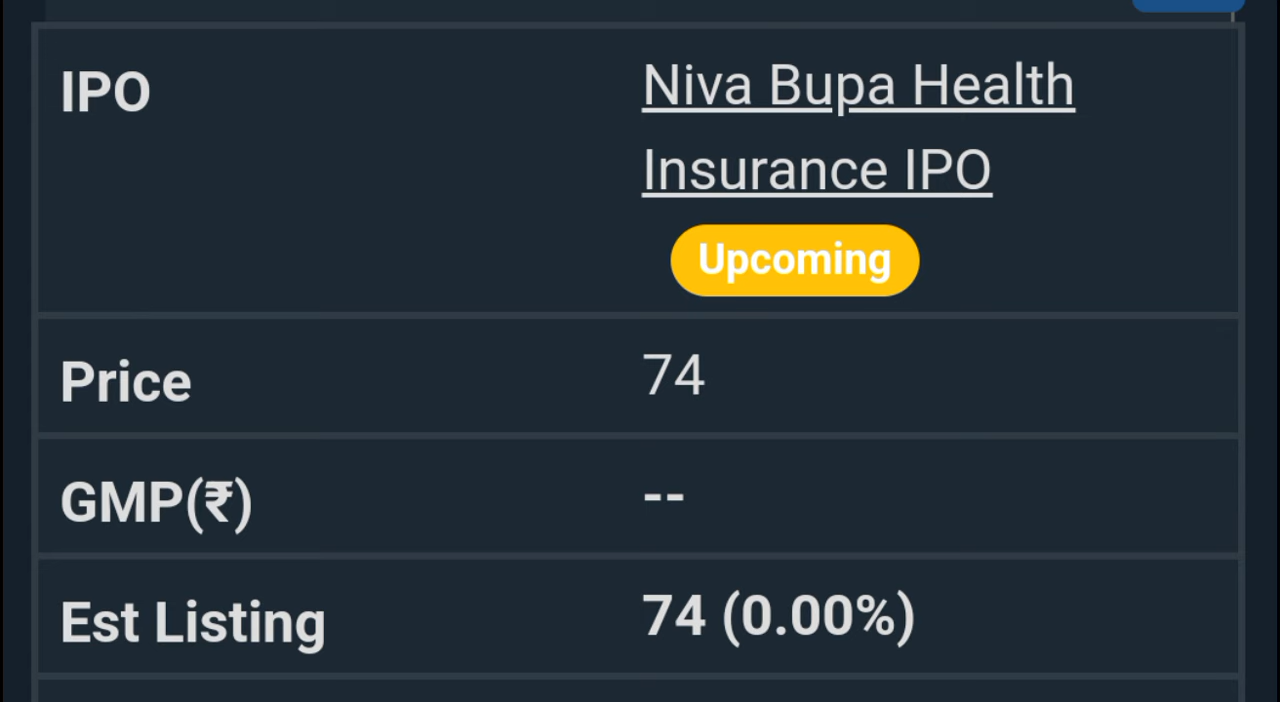 IPO
Niva Bupa Health
Insurance IPO
Upcoming
Price
74
GMP(₹)
--
Est Listing
74 (0.00%)